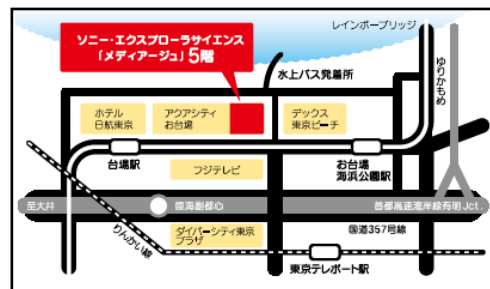 レインボーブリッジ
ソニー・エクスプローラサイエンス
「メディアージュ」5階
水上バス発着所
ゆりかもめ
ホテル
日航東京
アクアシティ
お台場
デックス
東京ビーチ
台場駅
お台場
海浜公園駅
フジテレビ
至大井
臨海副都心
首都高速湾岸線有明Jct.
りんかい線
ダイバーシティ東京
プラザ
国道357号線
東京テレポート駅